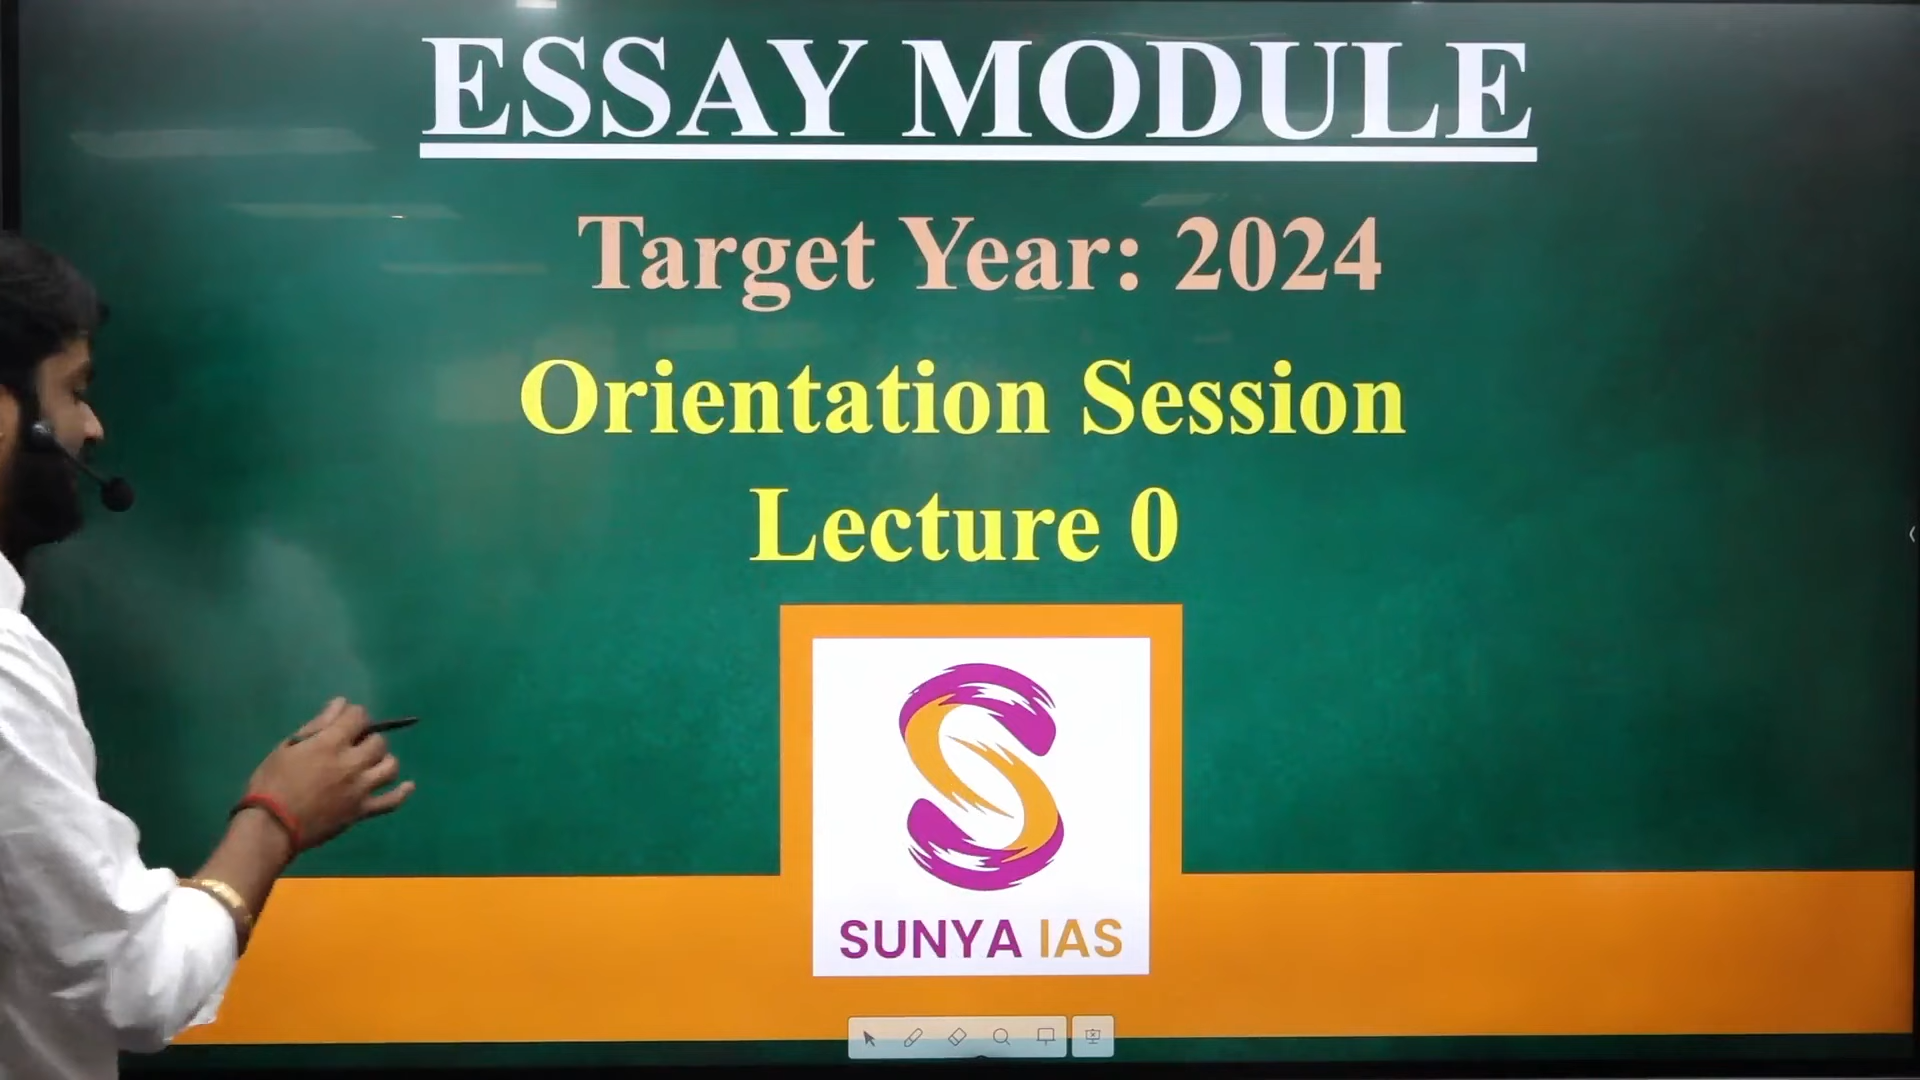 ESSAY MODULE
Target Year: 2024
Orientation Session
Lecture 0
SUNYA IAS